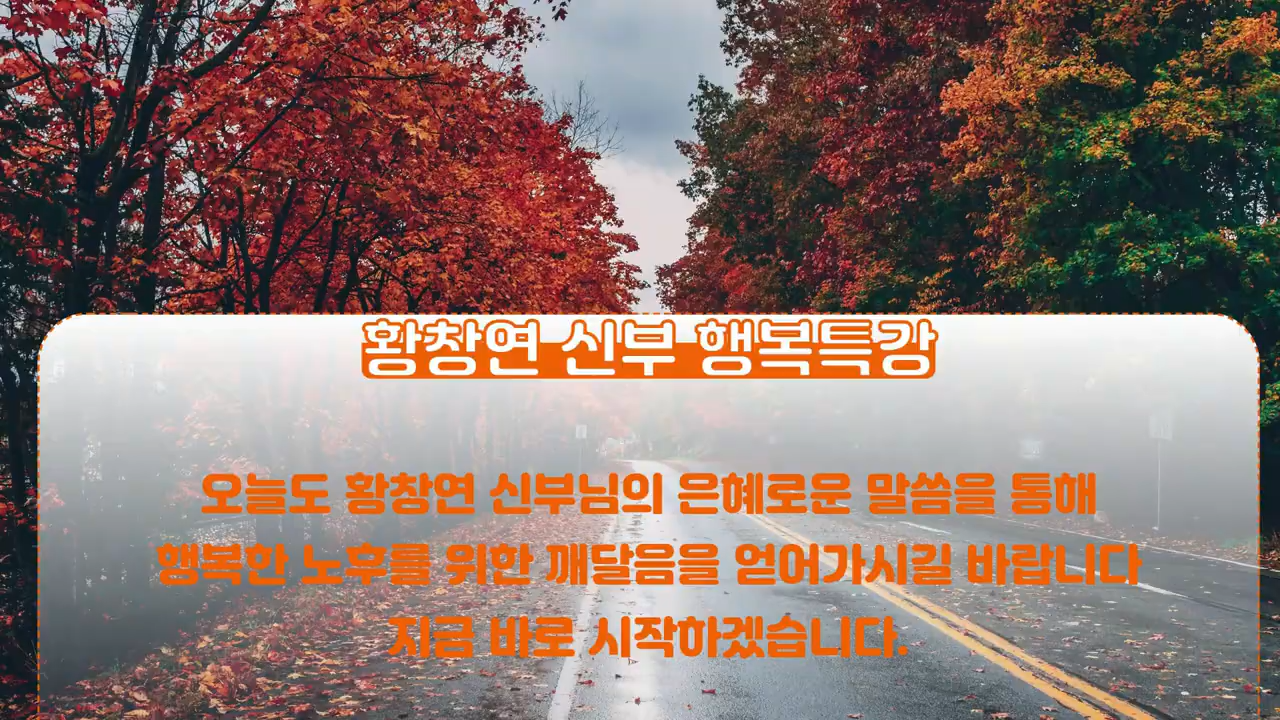 황창연 신부 행복특강
오늘도 황창연 신부님의 은혜로운 말씀을 통해
행복한 노후를 위한 깨달음을 얻어가시길 바랍니다
지금 바로 시작하겠습니다.